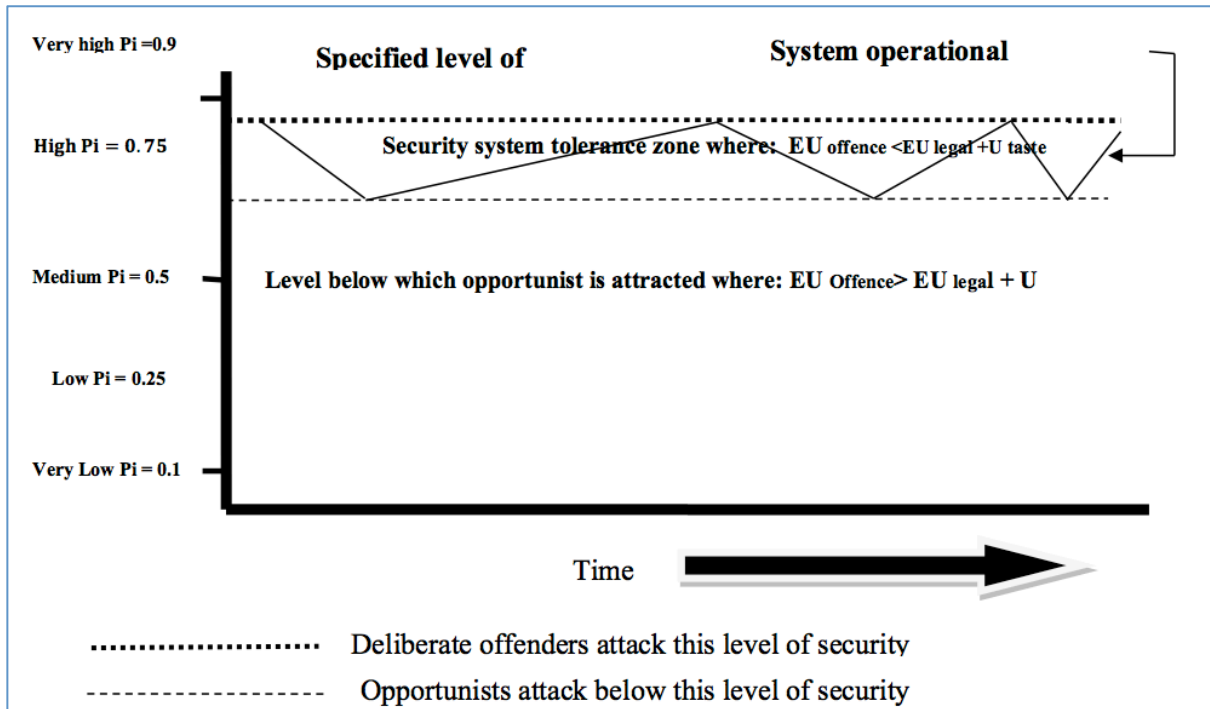 Very high Pi =0.9
Specified level of
System operational
High Pi = 0.75
Security system tolerance zone where: EU offence <EU legal +U taste
Medium Pi = 0.5
Level below which opportunist is attracted where: EU Offence> EU legal + U
Low Pi = 0.25
Very Low Pi = 0.1
Time
Deliberate offenders attack this level of security
Opportunists attack below this level of security